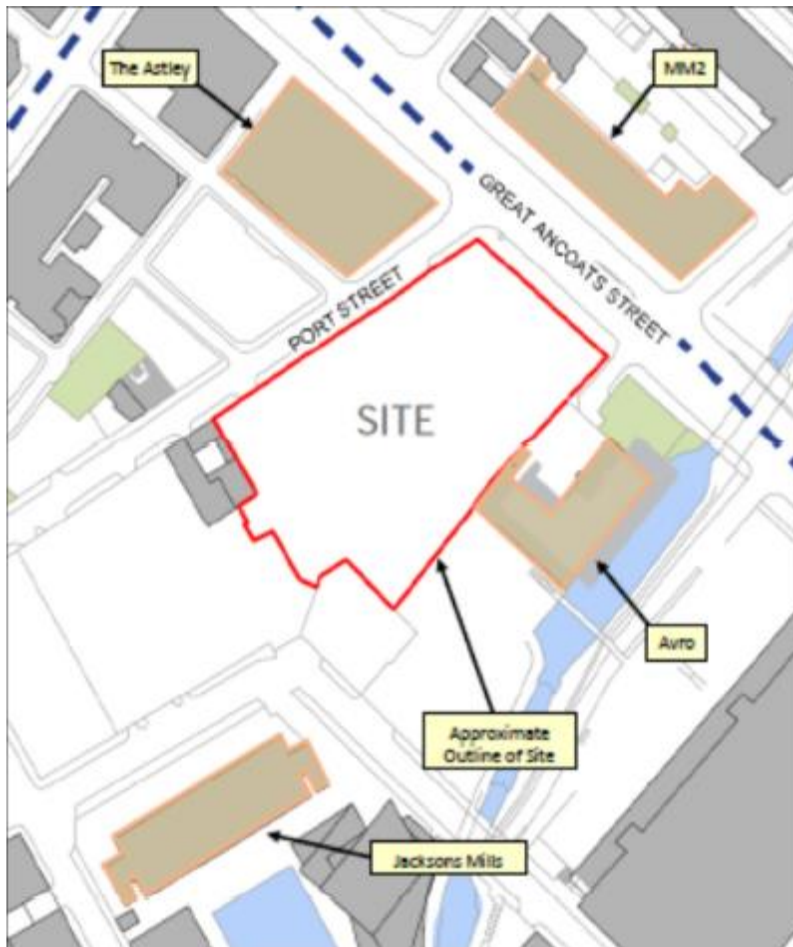 The Astley
MM2
GREAT ANCOATS STREET
PORT STREET
SITE
Avro
Approximate
Outline of Site
Jacksons Mills